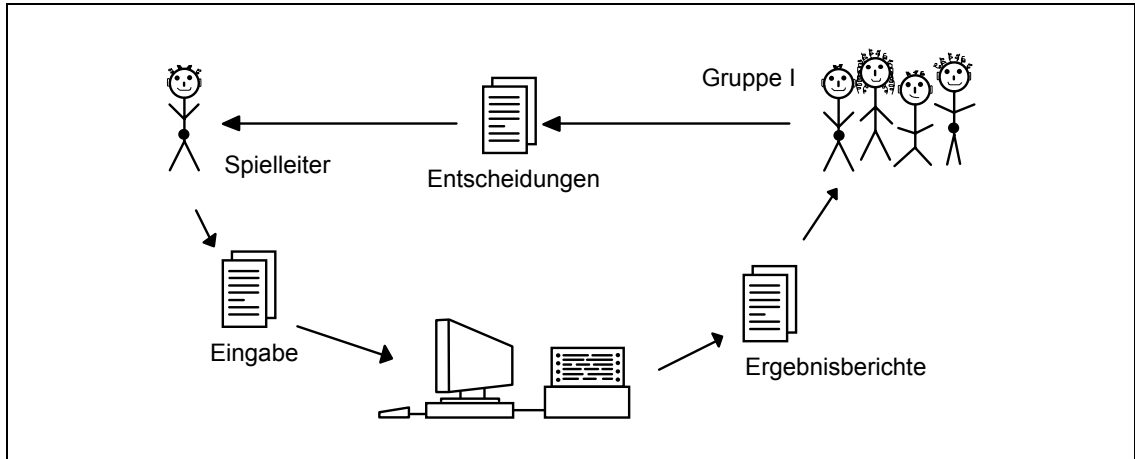 Gruppe I
Spielleiter
Entscheidungen
Eingabe
Ergebnisberichte